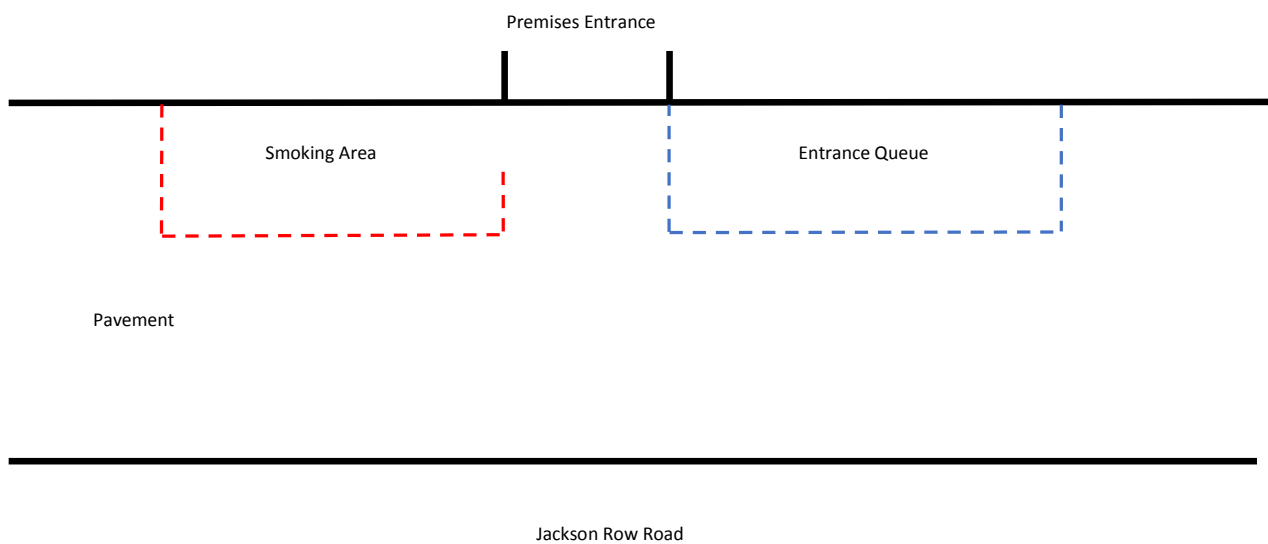 Premises Entrance
Smoking Area
Entrance Queue
Pavement
Jackson Row Road